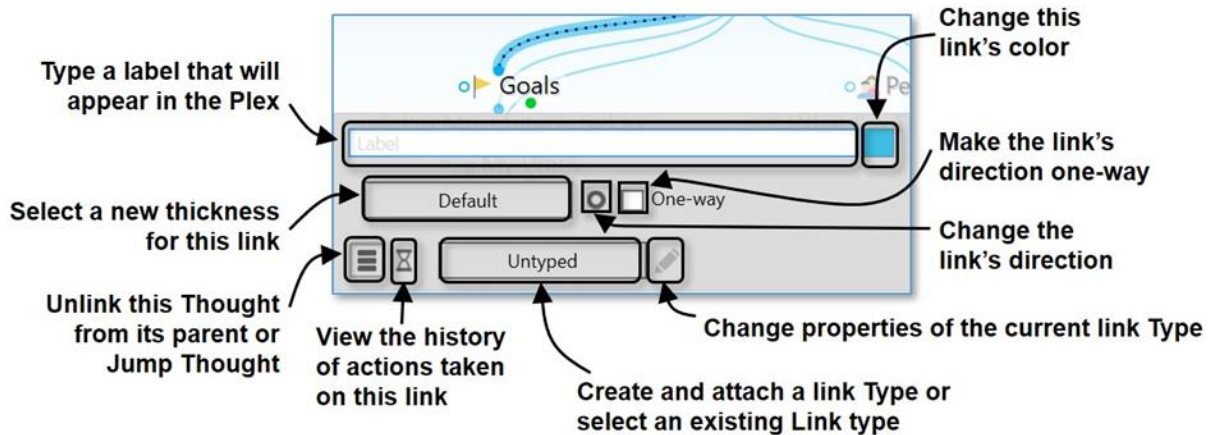 Change this
link's color
Type a label that will
appear in the Plex
Goals
Pe
Label
Make the link's
direction one-way
Select a new thickness
for this link
Default
One-way
Change the
link's direction
Untyped
Unlink this Thought
from its parent or
Jump Thought
View the history
of actions taken
on this link
Change properties of the current link Type
Create and attach a link Type or
select an existing Link type